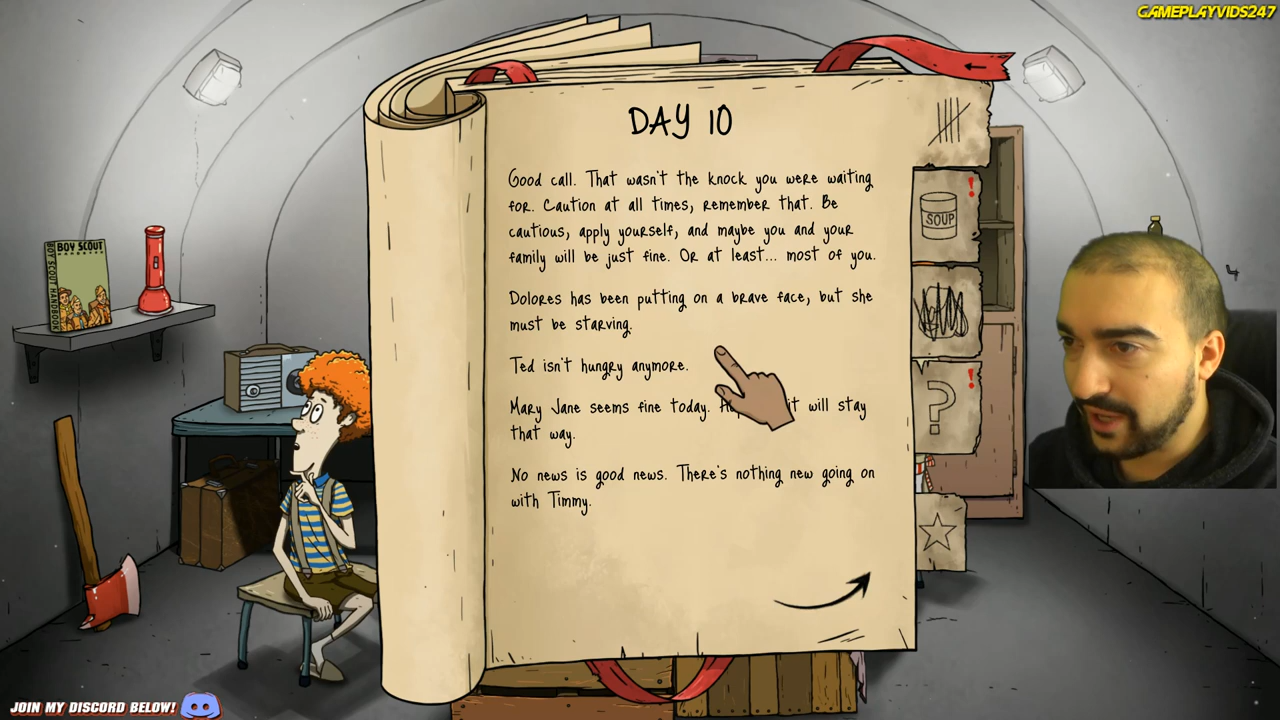 GAMEPLAYVIDS247
DAY 10
Good call. That wasn't the knock you were waiting
for. Caution at all times, remember that. Be
cautious, apply yourself, and maybe you and your
family will be just fine. Or at least... most of you.
Dolores has been putting on a brave face, but she
must be starving.
Ted isn't hungry anymore.
Mary Jane seems fine today. it will stay
that way.
No news is good news. There's nothing new going on
with Timmy.
SOUP
!
?
!
BOY SCOUT
BOY SCOUT HANDBOOK
4
JOIN MY DISCORD BELOW!